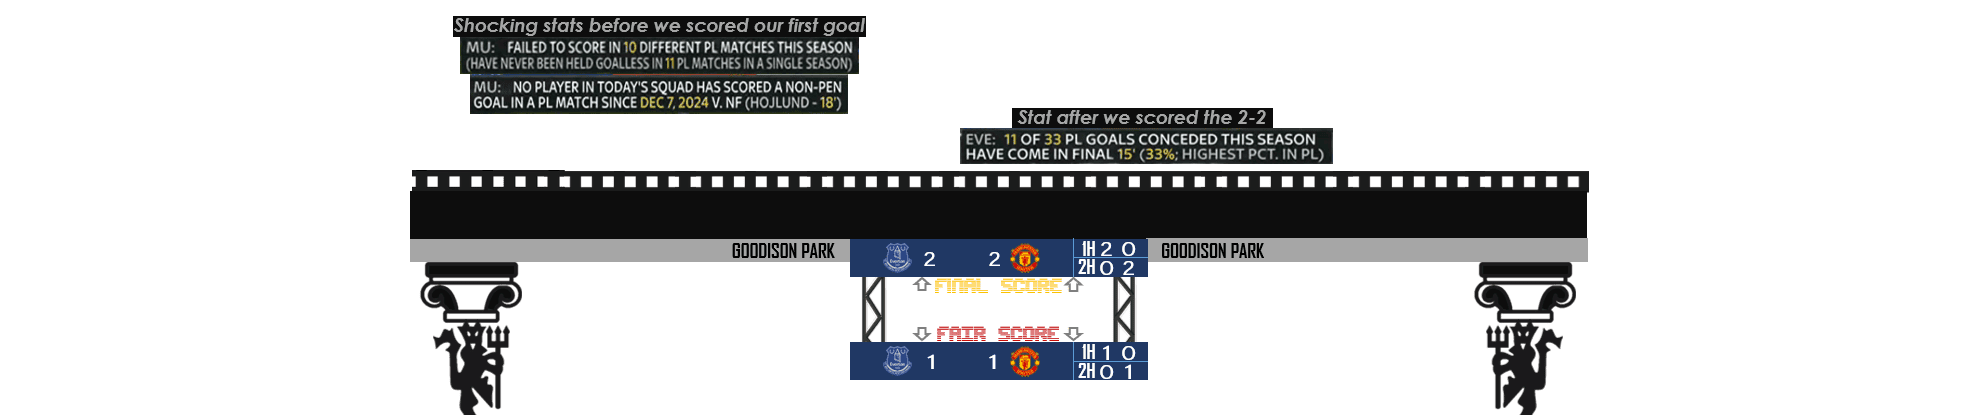 Shocking stats before we scored our first goal
MU: FAILED TO SCORE IN 10 DIFFERENT PL MATCHES THIS SEASON
(HAVE NEVER BEEN HELD GOALLESS IN 11 PL MATCHES IN A SINGLE SEASON)
MU: NO PLAYER IN TODAY'S SQUAD HAS SCORED A NON-PEN
GOAL IN A PL MATCH SINCE DEC 7, 2024 V. NF (HOJLUND - 18')
Stat after we scored the 2-2
EVE: 11 OF 33 PL GOALS CONCEDED THIS SEASON
HAVE COME IN FINAL 15' (33%; HIGHEST PCT. IN PL)
GOODISON PARK
2 2
1H 2 0
2H 0 2
GOODISON PARK
FINAL SCORE
FAIR SCORE
1 1
1H 1 0
2H 0 1